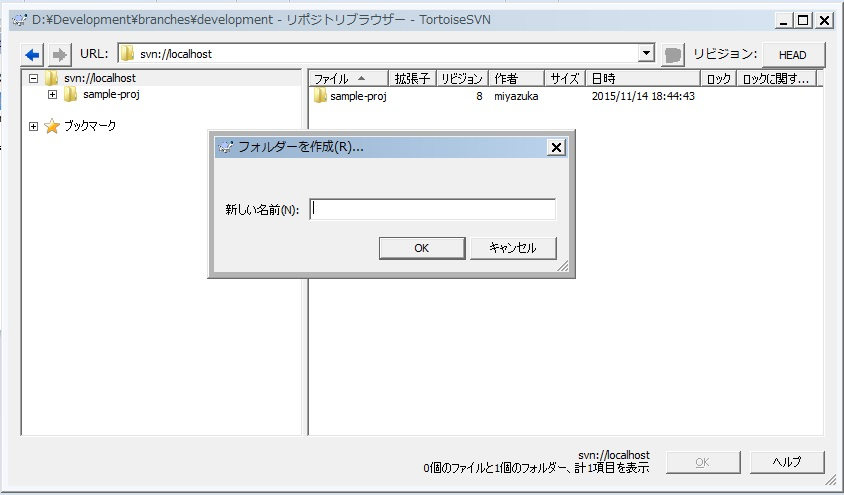 D:¥Development¥branches¥development - リポジトリブラウザー - TortoiseSVN
URL: svn://localhost リビジョン: HEAD
svn://localhost
sample-proj
ブックマーク
ファイル 拡張子 リビジョン 作者 サイズ 日時 ロック ロックに関す...
sample-proj 8 miyazuka 2015/11/14 18:44:43
フォルダーを作成(R)...
新しい名前(N):
OK キャンセル
svn://localhost
0個のファイルと1個のフォルダー、計1項目を表示
OK ヘルプ